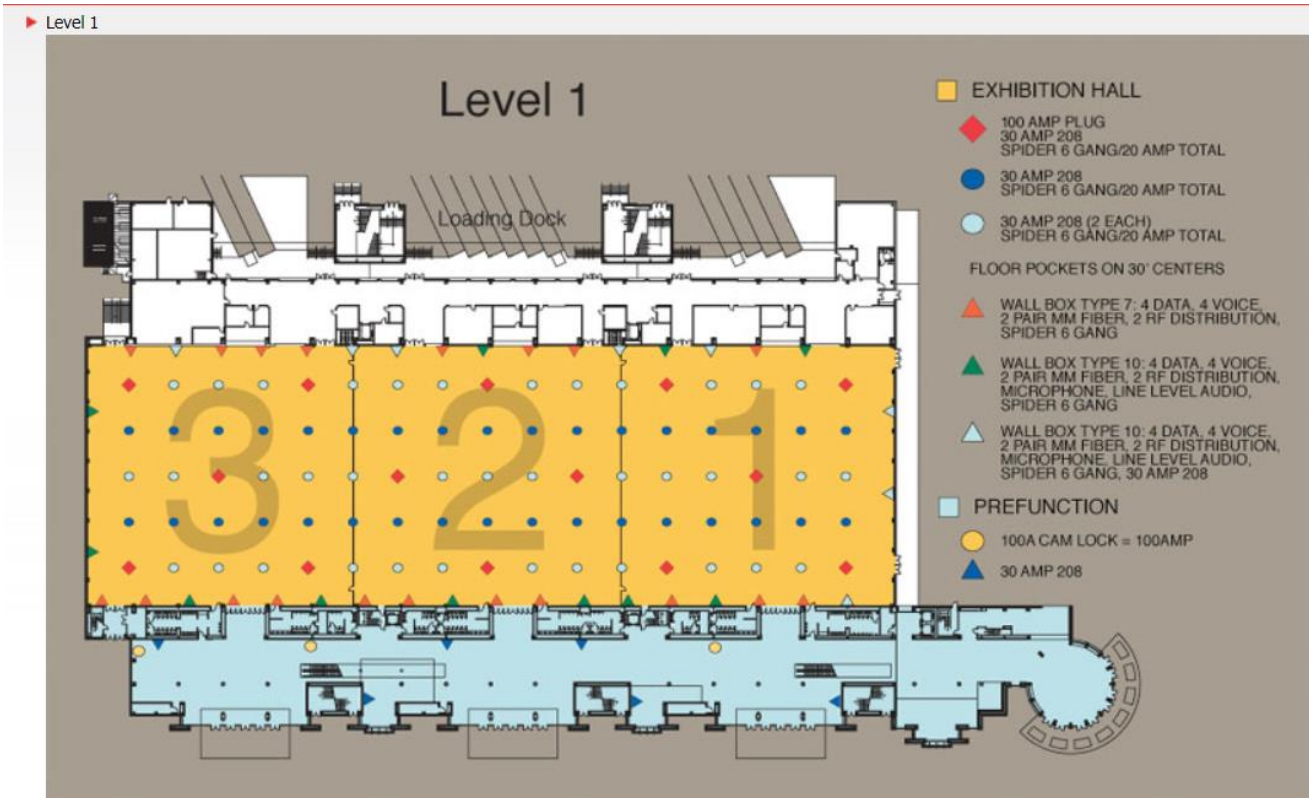 Level 1
Level 1
Loading Dock
3
2
1
EXHIBITION HALL
100 AMP PLUG
30 AMP 208
SPIDER 6 GANG/20 AMP TOTAL
30 AMP 208
SPIDER 6 GANG/20 AMP TOTAL
30 AMP 208 (2 EACH)
SPIDER 6 GANG/20 AMP TOTAL
FLOOR POCKETS ON 30' CENTERS
WALL BOX TYPE 7: 4 DATA, 4 VOICE,
2 PAIR MM FIBER, 2 RF DISTRIBUTION,
SPIDER 6 GANG
WALL BOX TYPE 10: 4 DATA, 4 VOICE,
2 PAIR MM FIBER, 2 RF DISTRIBUTION,
MICROPHONE, LINE LEVEL AUDIO,
SPIDER 6 GANG
WALL BOX TYPE 10: 4 DATA, 4 VOICE,
2 PAIR MM FIBER, 2 RF DISTRIBUTION,
MICROPHONE, LINE LEVEL AUDIO,
SPIDER 6 GANG, 30 AMP 208
PREFUNCTION
100A CAM LOCK = 100AMP
30 AMP 208